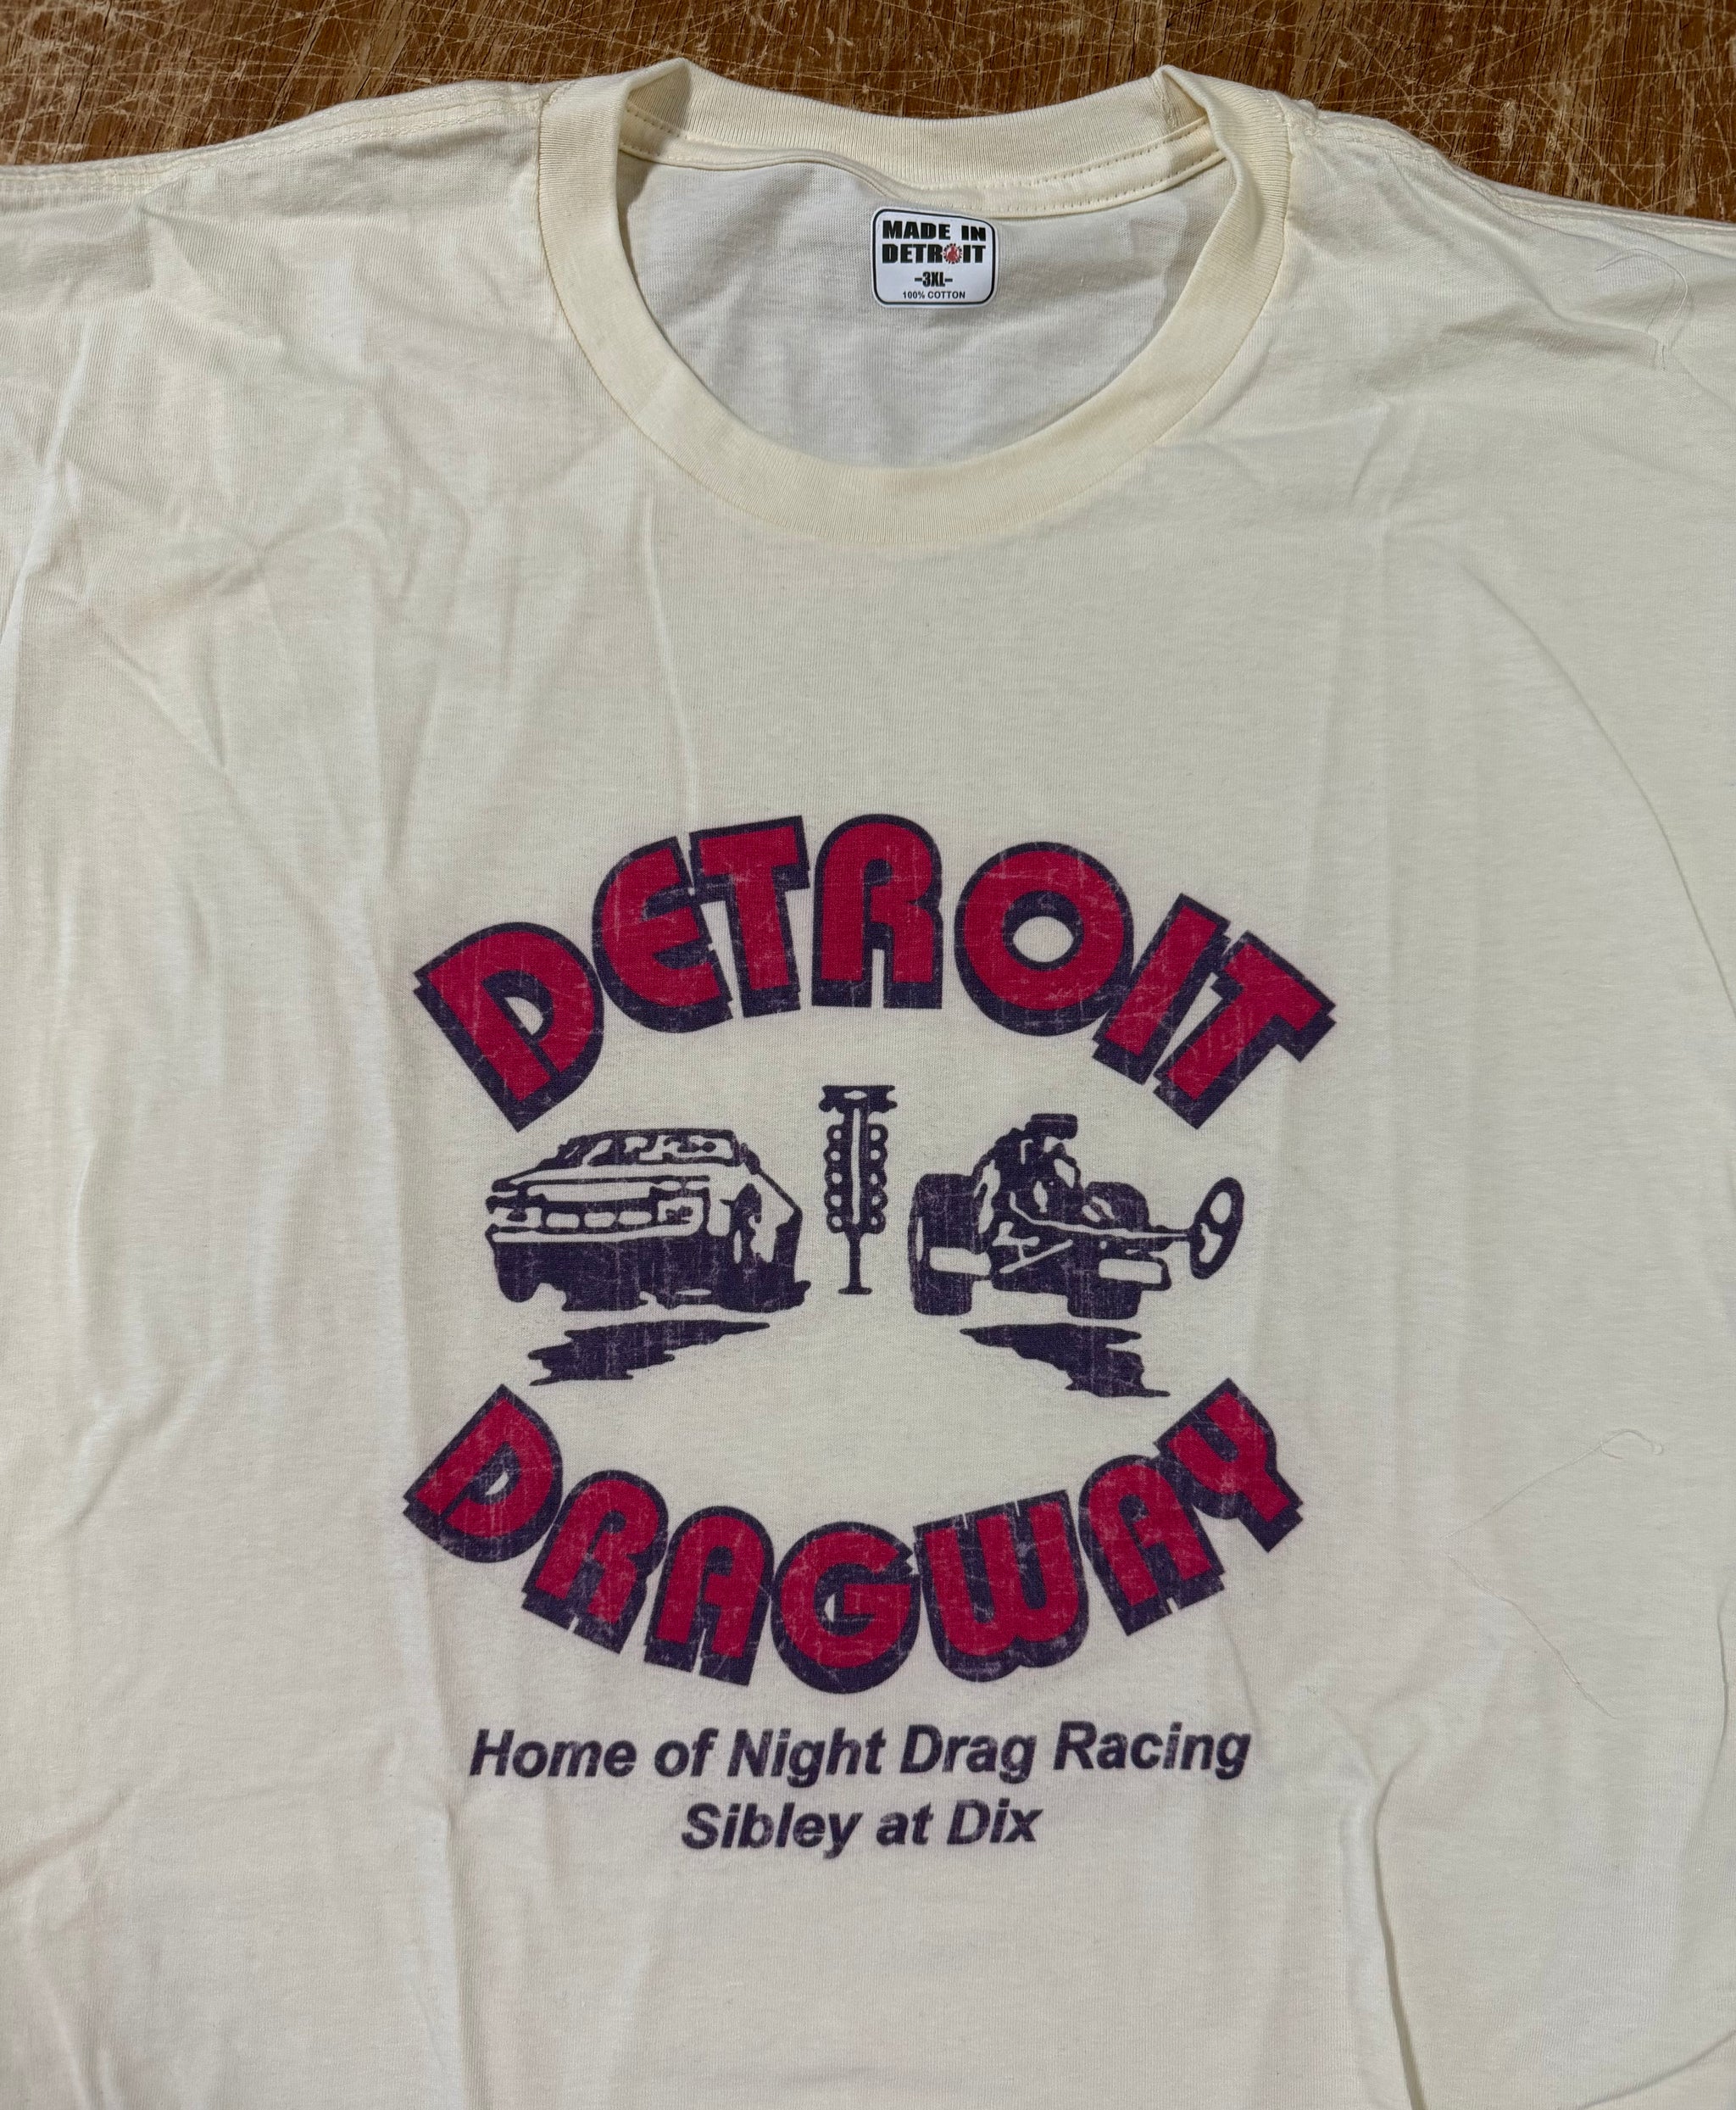 MADE IN
DETROIT
-3XL-
100% COTTON
DETROIT
DRAGWAY
Home of Night Drag Racing
Sibley at Dix